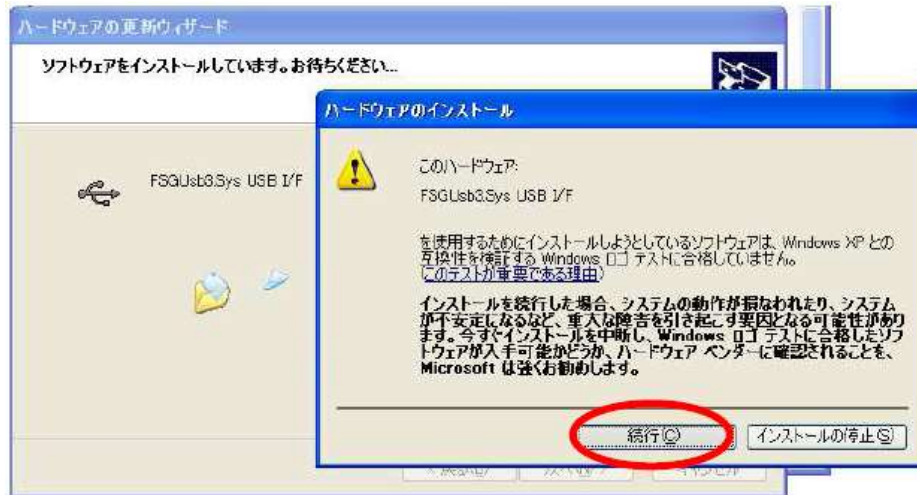 ハードウェアの更新ウィザード
ソフトウェアをインストールしています。お待ちください...
FSGUsb3.Sys USB I/F
ハードウェアのインストール
このハードウェア:
FSGUsb3.Sys USB I/F
を使用するためにインストールしようとしているソフトウェアは、Windows XP との
互換性を検証する Windows ロゴ テストに合格していません。
(このテストが重要である理由)
インストールを続行した場合、システムの動作が損なわれたり、システム
が不安定になるなど、重大な障害を引き起こす要因となる可能性があり
ます。今すぐインストールを中断し、Windows ロゴ テストに合格したソフ
トウェアが入手可能かどうか、ハードウェア ベンダーに確認されることを、
Microsoft は強くお勧めします。
続行(C)
インストールの停止(S)